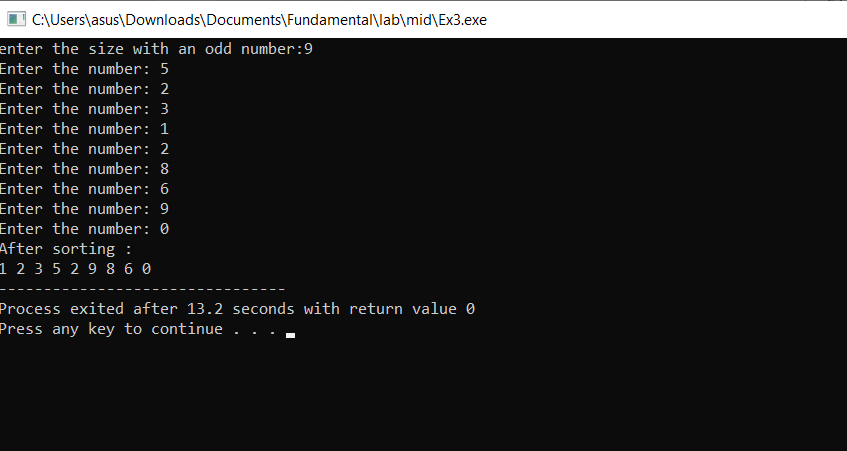 C:\Users\asus\Downloads\Documents\Fundamental\lab\mid\Ex3.exe
enter the size with an odd number:9
Enter the number: 5
Enter the number: 2
Enter the number: 3
Enter the number: 1
Enter the number: 2
Enter the number: 8
Enter the number: 6
Enter the number: 9
Enter the number: 0
After sorting :
1 2 3 5 2 9 8 6 0
--------------------------------
Process exited after 13.2 seconds with return value 0
Press any key to continue . . .